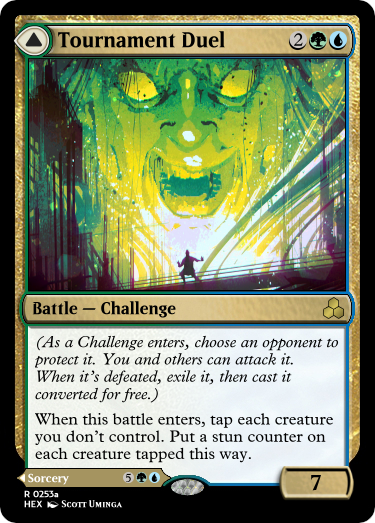 Tournament Duel 2
Battle — Challenge
(As a Challenge enters, choose an opponent to
protect it. You and others can attack it.
When it's defeated, exile it, then cast it
converted for free.)
When this battle enters, tap each creature
you don't control. Put a stun counter on
each creature tapped this way.
Sorcery 5
7
R 0253a
HEX Scott Uminga